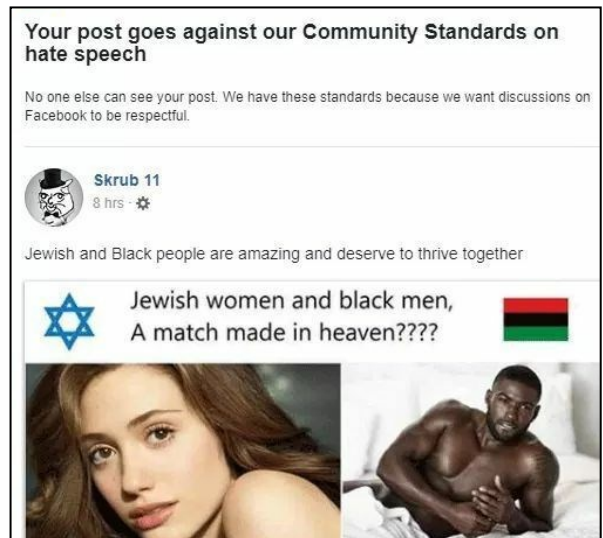 Your post goes against our Community Standards on
hate speech
No one else can see your post. We have these standards because we want discussions on
Facebook to be respectful.
Skrub 11
8 hrs ·
Jewish and Black people are amazing and deserve to thrive together
Jewish women and black men,
A match made in heaven????